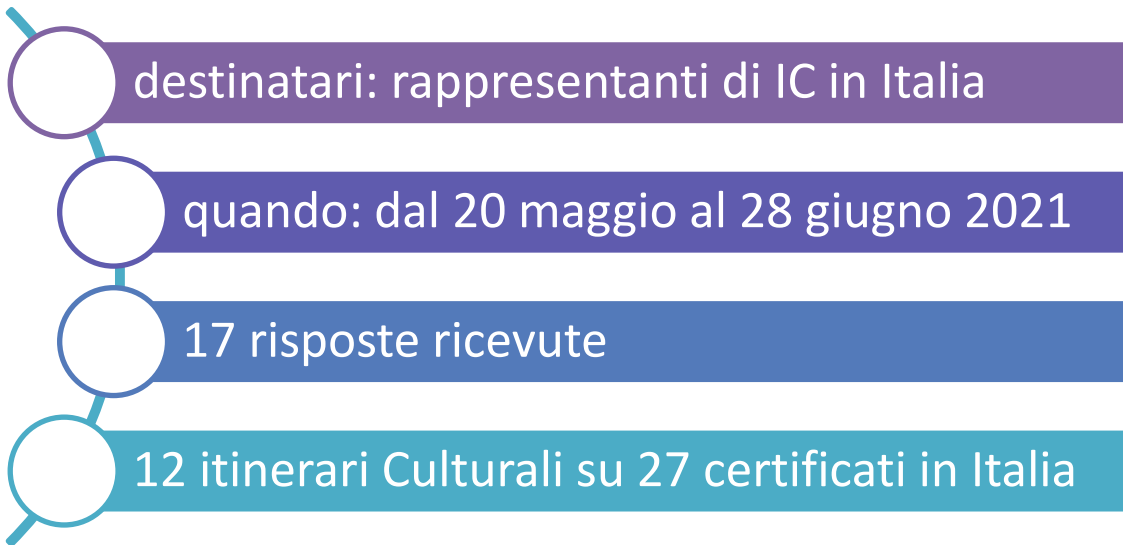 destinatari: rappresentanti di IC in Italia
quando: dal 20 maggio al 28 giugno 2021
17 risposte ricevute
12 itinerari Culturali su 27 certificati in Italia